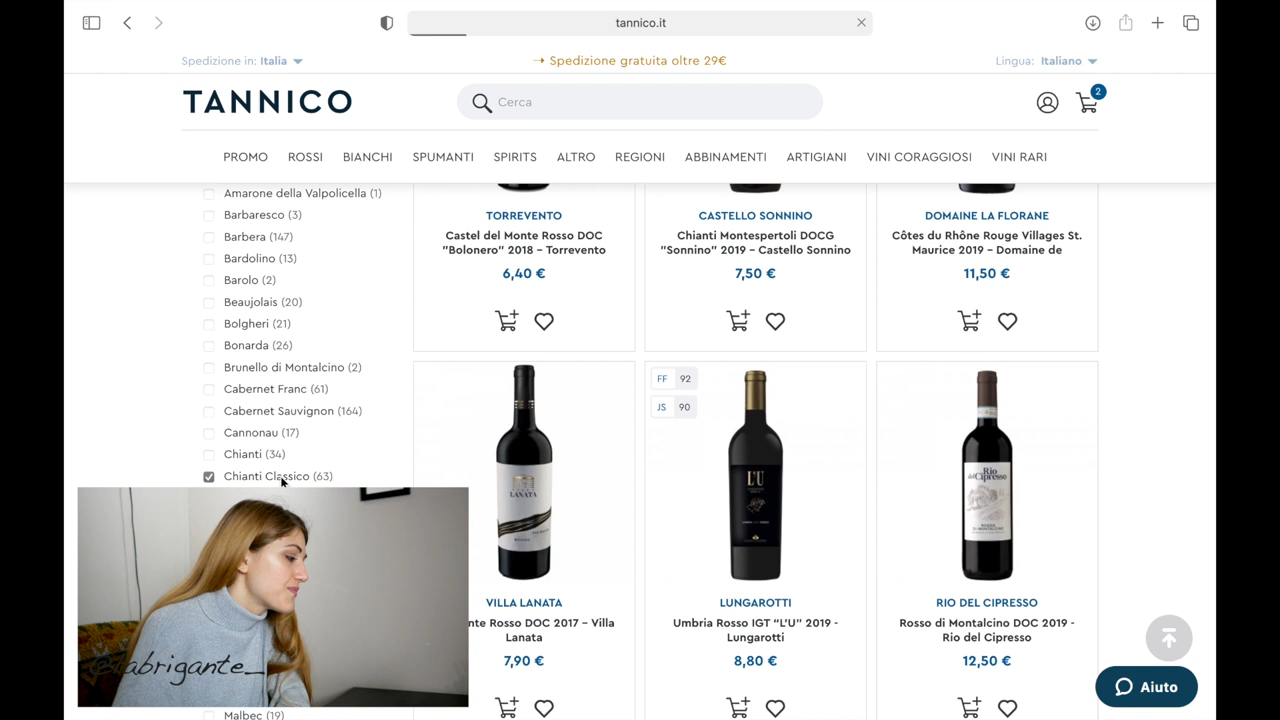 tannico.it
Spedizione in: Italia
→ Spedizione gratuita oltre 29€
Lingua: Italiano
TANNICO
Cerca
2
PROMO ROSSI BIANCHI SPUMANTI SPIRITS ALTRO REGIONI ABBINAMENTI ARTIGIANI VINI CORAGGIOSI VINI RARI
Amarone della Valpolicella (1)
Barbaresco (3)
Barbera (147)
Bardolino (13)
Barolo (2)
Beaujolais (20)
Bolgheri (21)
Bonarda (26)
Brunello di Montalcino (2)
Cabernet Franc (61)
Cabernet Sauvignon (164)
Cannonau (17)
Chianti (34)
Chianti Classico (63)
Malbec (19)
TORREVENTO
Castel del Monte Rosso DOC
"Bolonero" 2018 – Torrevento
6,40 €
CASTELLO SONNINO
Chianti Montespertoli DOCG
"Sonnino" 2019 – Castello Sonnino
7,50 €
DOMAINE LA FLORANE
Côtes du Rhône Rouge Villages St.
Maurice 2019 – Domaine de
11,50 €
LANATA
VILLA LANATA
nte Rosso DOC 2017 – Villa
Lanata
7,90 €
FF 92
JS 90
L'U
LUNGAROTTI
Umbria Rosso IGT "L'U" 2019 -
Lungarotti
8,80 €
Rio
del Cipresso
RIO DEL CIPRESSO
Rosso di Montalcino DOC 2019 -
Rio del Cipresso
12,50 €
@labrigante_
Aiuto